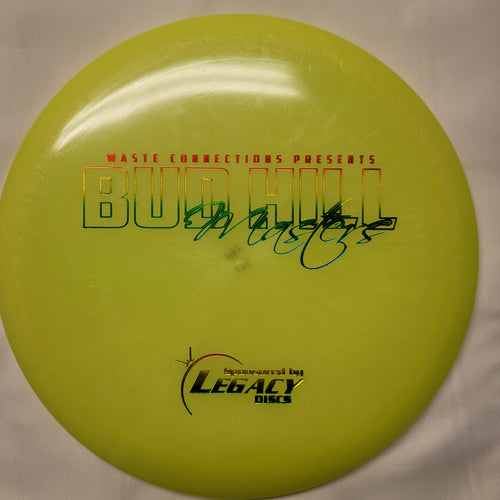 WASTE CONNECTIONS PRESENTS
BUD HILL
Masters
Sponsored by
LEGACY
DISCS